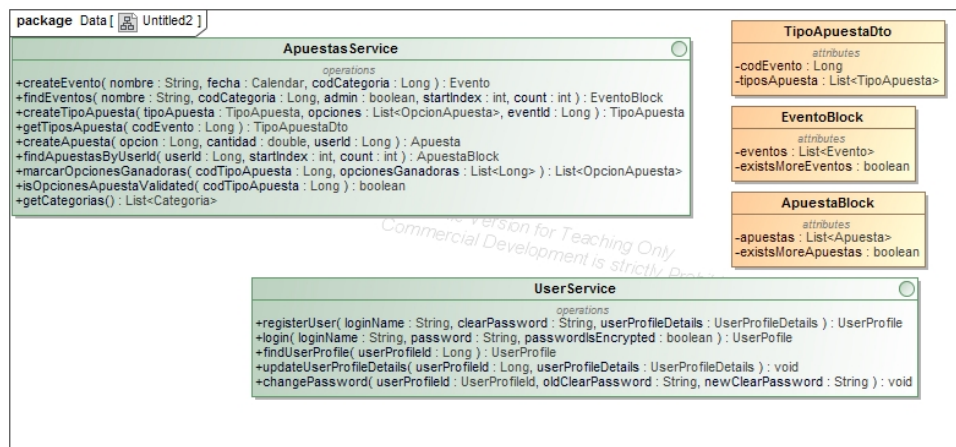 package Data [ Untitled2 ]
ApuestasService
operations
+createEvento( nombre : String, fecha : Calendar, codCategoria : Long ) : Evento
+findEventos( nombre : String, codCategoria : Long, admin : boolean, startIndex : int, count : int ) : EventoBlock
+createTipoApuesta( tipoApuesta : TipoApuesta, opciones : List<OpcionApuesta>, eventId : Long ) : TipoApuesta
+getTiposApuesta( codEvento : Long ) : TipoApuestaDto
+createApuesta( opcion : Long, cantidad : double, userId : Long ) : Apuesta
+findApuestasByUserId( userId : Long, startIndex : int, count : int ) : ApuestaBlock
+marcarOpcionesGanadoras( codTipoApuesta : Long, opcionesGanadoras : List<Long> ) : List<OpcionApuesta>
+isOpcionesApuestaValidated( codTipoApuesta : Long ) : boolean
+getCategorias() : List<Categoria>
TipoApuestaDto
attributes
-codEvento : Long
-tiposApuesta : List<TipoApuesta>
EventoBlock
attributes
-eventos : List<Evento>
-existsMoreEventos : boolean
ApuestaBlock
attributes
-apuestas : List<Apuesta>
-existsMoreApuestas : boolean
Version for Teaching Only
Commercial Development is strictly
UserService
operations
+registerUser( loginName : String, clearPassword : String, userProfileDetails : UserProfileDetails ) : UserProfile
+login( loginName : String, password : String, passwordIsEncrypted : boolean ) : UserPofile
+findUserProfile( userProfileId : Long ) : UserProfile
+updateUserProfileDetails( userProfileId : Long, userProfileDetails : UserProfileDetails ) : void
+changePassword( userProfileId : UserProfileId, oldClearPassword : String, newClearPassword : String ) : void